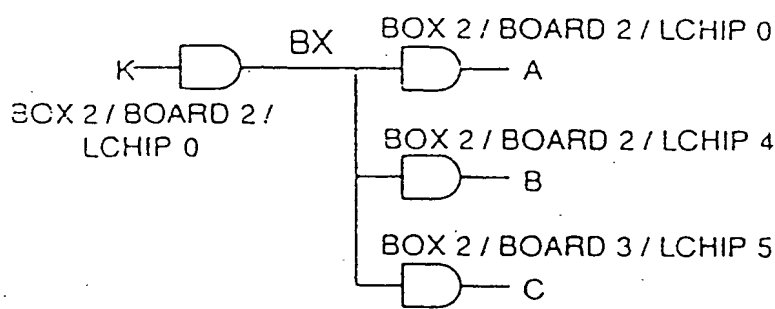 BOX 2 / BOARD 2 / LCHIP 0
BX
K
A
BOX 2 / BOARD 2 /
LCHIP 0
BOX 2 / BOARD 2 / LCHIP 4
B
BOX 2 / BOARD 3 / LCHIP 5
C